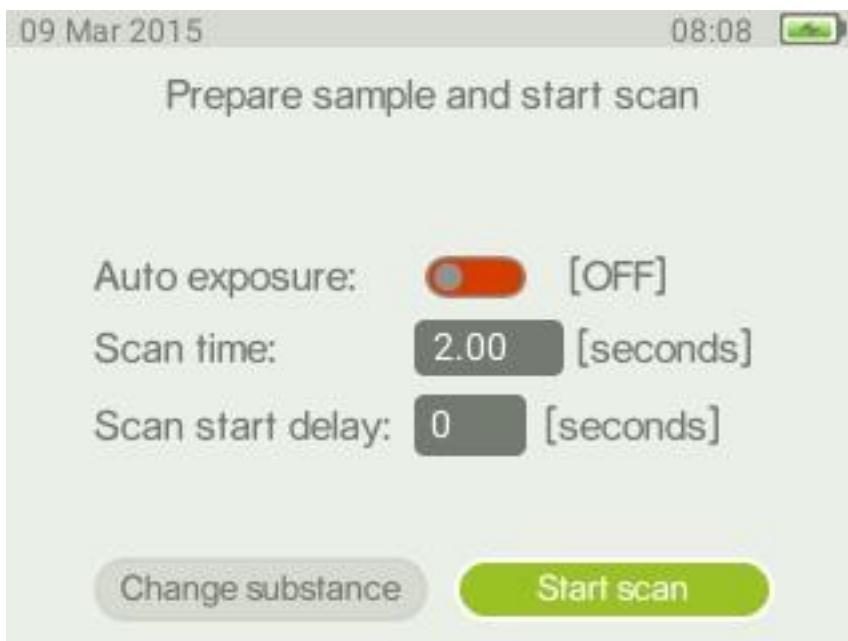 09 Mar 2015 08:08
Prepare sample and start scan
Auto exposure: [OFF]
Scan time: 2.00 [seconds]
Scan start delay: 0 [seconds]
Change substance Start scan